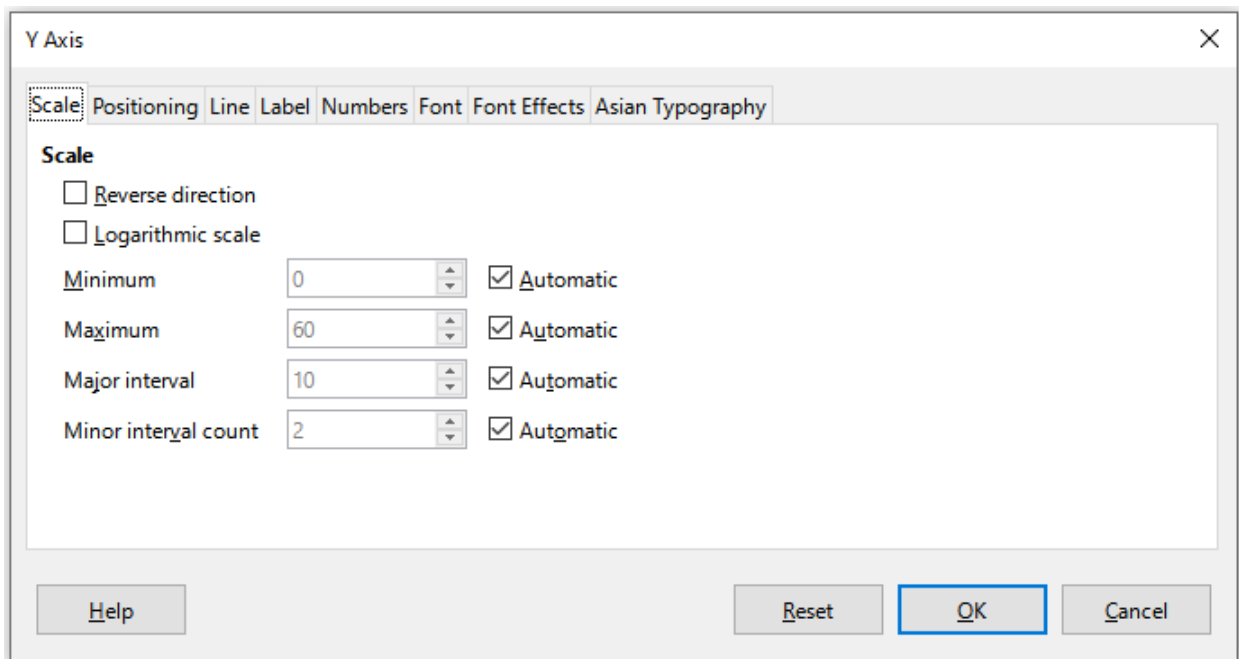 Y Axis
Scale Positioning Line Label Numbers Font Font Effects Asian Typography
Scale
Reverse direction
Logarithmic scale
Minimum 0 Automatic
Maximum 60 Automatic
Major interval 10 Automatic
Minor interval count 2 Automatic
Help Reset OK Cancel